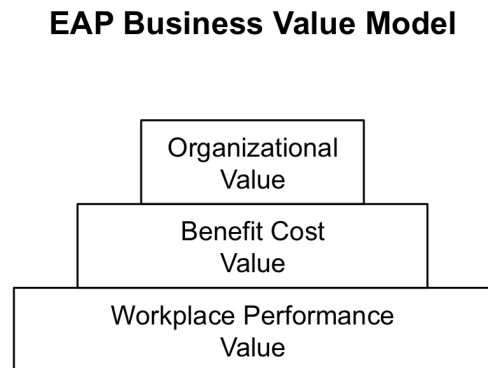 EAP Business Value Model
Organizational
Value
Benefit Cost
Value
Workplace Performance
Value